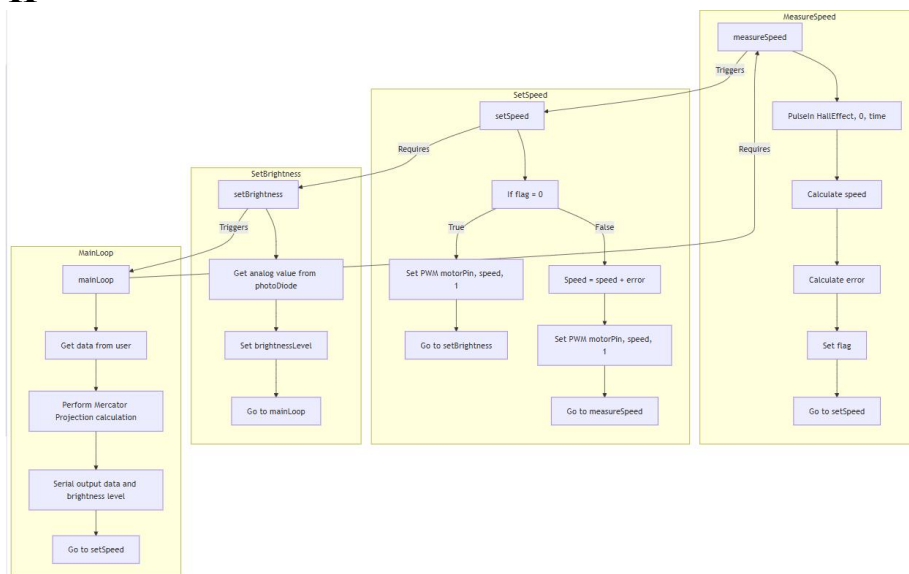 MeasureSpeed
measureSpeed
Triggers
PulseIn HallEffect, 0, time
Requires
Calculate speed
Calculate error
Set flag
Go to setSpeed
SetSpeed
setSpeed
Requires
If flag = 0
True
False
Set PWM motorPin, speed,
1
Speed = speed + error
Go to setBrightness
Set PWM motorPin, speed,
1
Go to measureSpeed
SetBrightness
setBrightness
Triggers
Get analog value from
photoDiode
Set brightnessLevel
Go to mainLoop
MainLoop
mainLoop
Get data from user
Perform Mercator
Projection calculation
Serial output data and
brightness level
Go to setSpeed